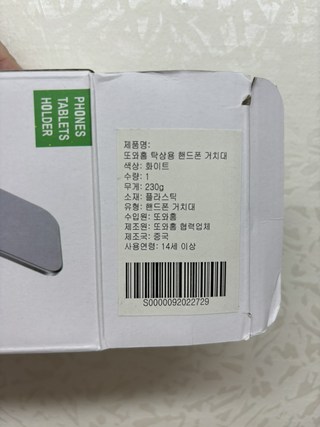 PHONES
TABLETS
HOLDER
제품명:
또와홈 탁상용 핸드폰 거치대
색상: 화이트
수량: 1
무게: 230g
소재: 플라스틱
유형: 핸드폰 거치대
수입원: 또와홈
제조원: 또와홈 협력업체
제조국: 중국
사용연령: 14세 이상
S0000092022729